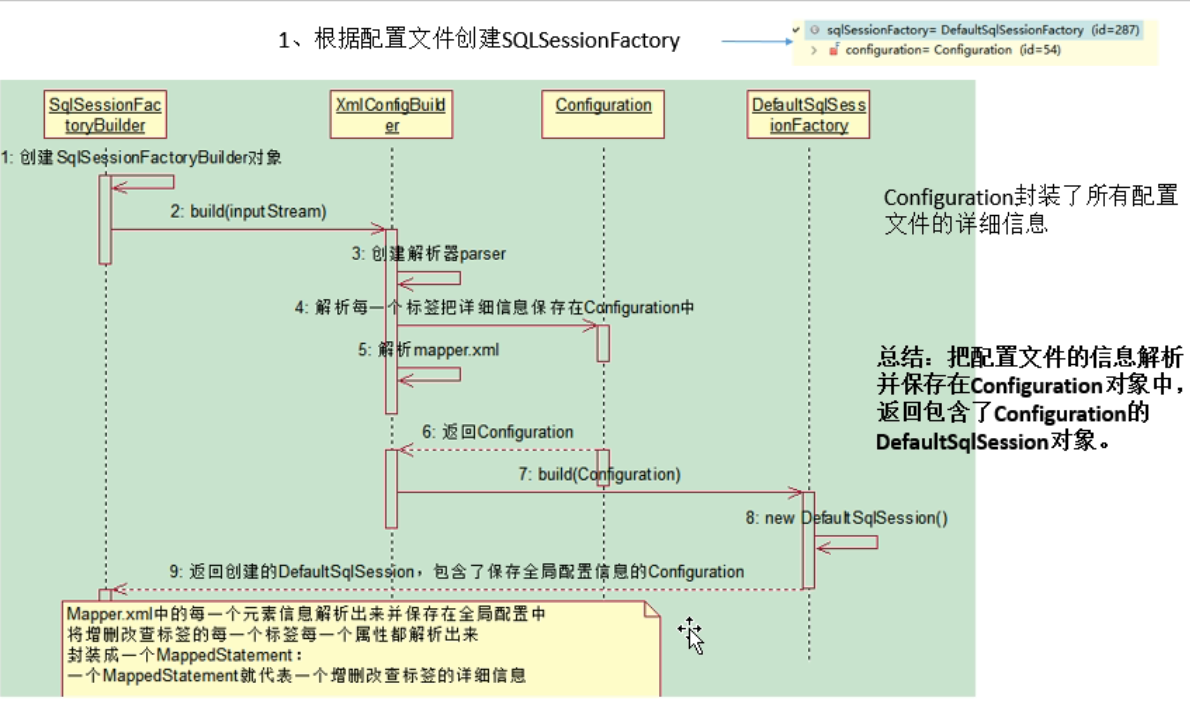 1、根据配置文件创建SQLSessionFactory
sqlSessionFactory= DefaultSqlSessionFactory (id=287)
configuration= Configuration (id=54)
SqlSessionFac
toryBuilder
XmlConfigBuild
er
Configuration
DefaultSqlSess
ionFactory
1: 创建SqlSessionFactoryBuilder对象
2: build(inputStream)
3: 创建解析器parser
4: 解析每一个标签把详细信息保存在Configuration中
5: 解析mapper.xml
6: 返回Configuration
7: build(Configuration)
8: new DefaultSqlSession()
9: 返回创建的DefaultSqlSession，包含了保存全局配置信息的Configuration
Mapper.xml中的每一个元素信息解析出来并保存在全局配置中
将增删改查标签的每一个标签每一个属性都解析出来
封装成一个MappedStatement：
一个MappedStatement就代表一个增删改查标签的详细信息
Configuration封装了所有配置
文件的详细信息
总结：把配置文件的信息解析
并保存在Configuration对象中，
返回包含了Configuration的
DefaultSqlSession对象。